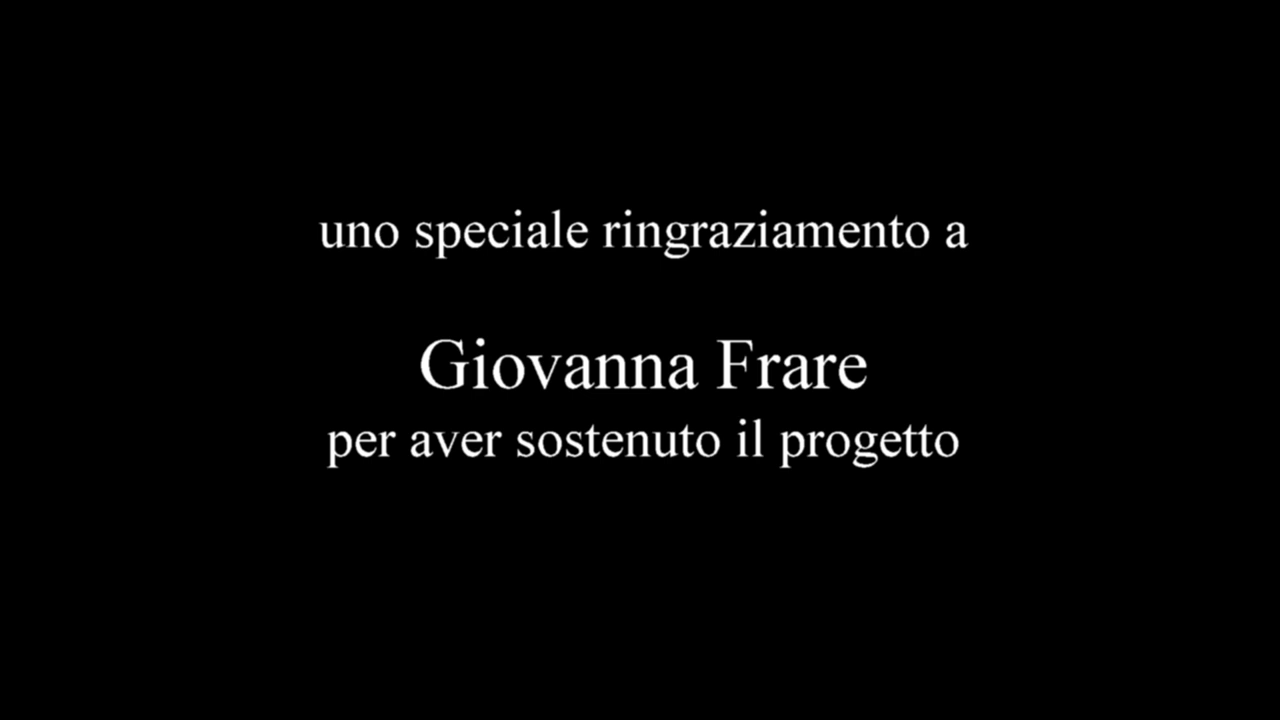 uno speciale ringraziamento a
Giovanna Frare
per aver sostenuto il progetto